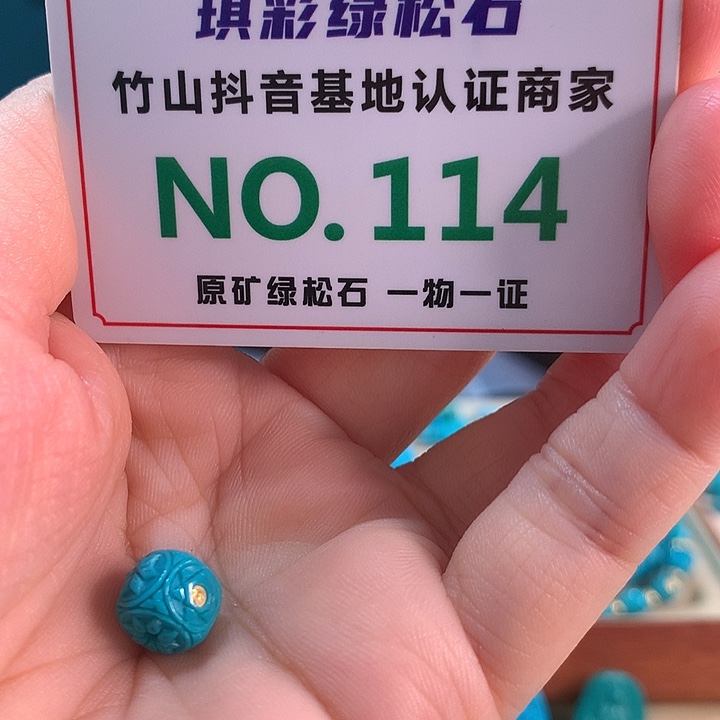 琪彩绿松石
竹山抖音基地认证商家
NO.114
原矿绿松石 一物一证